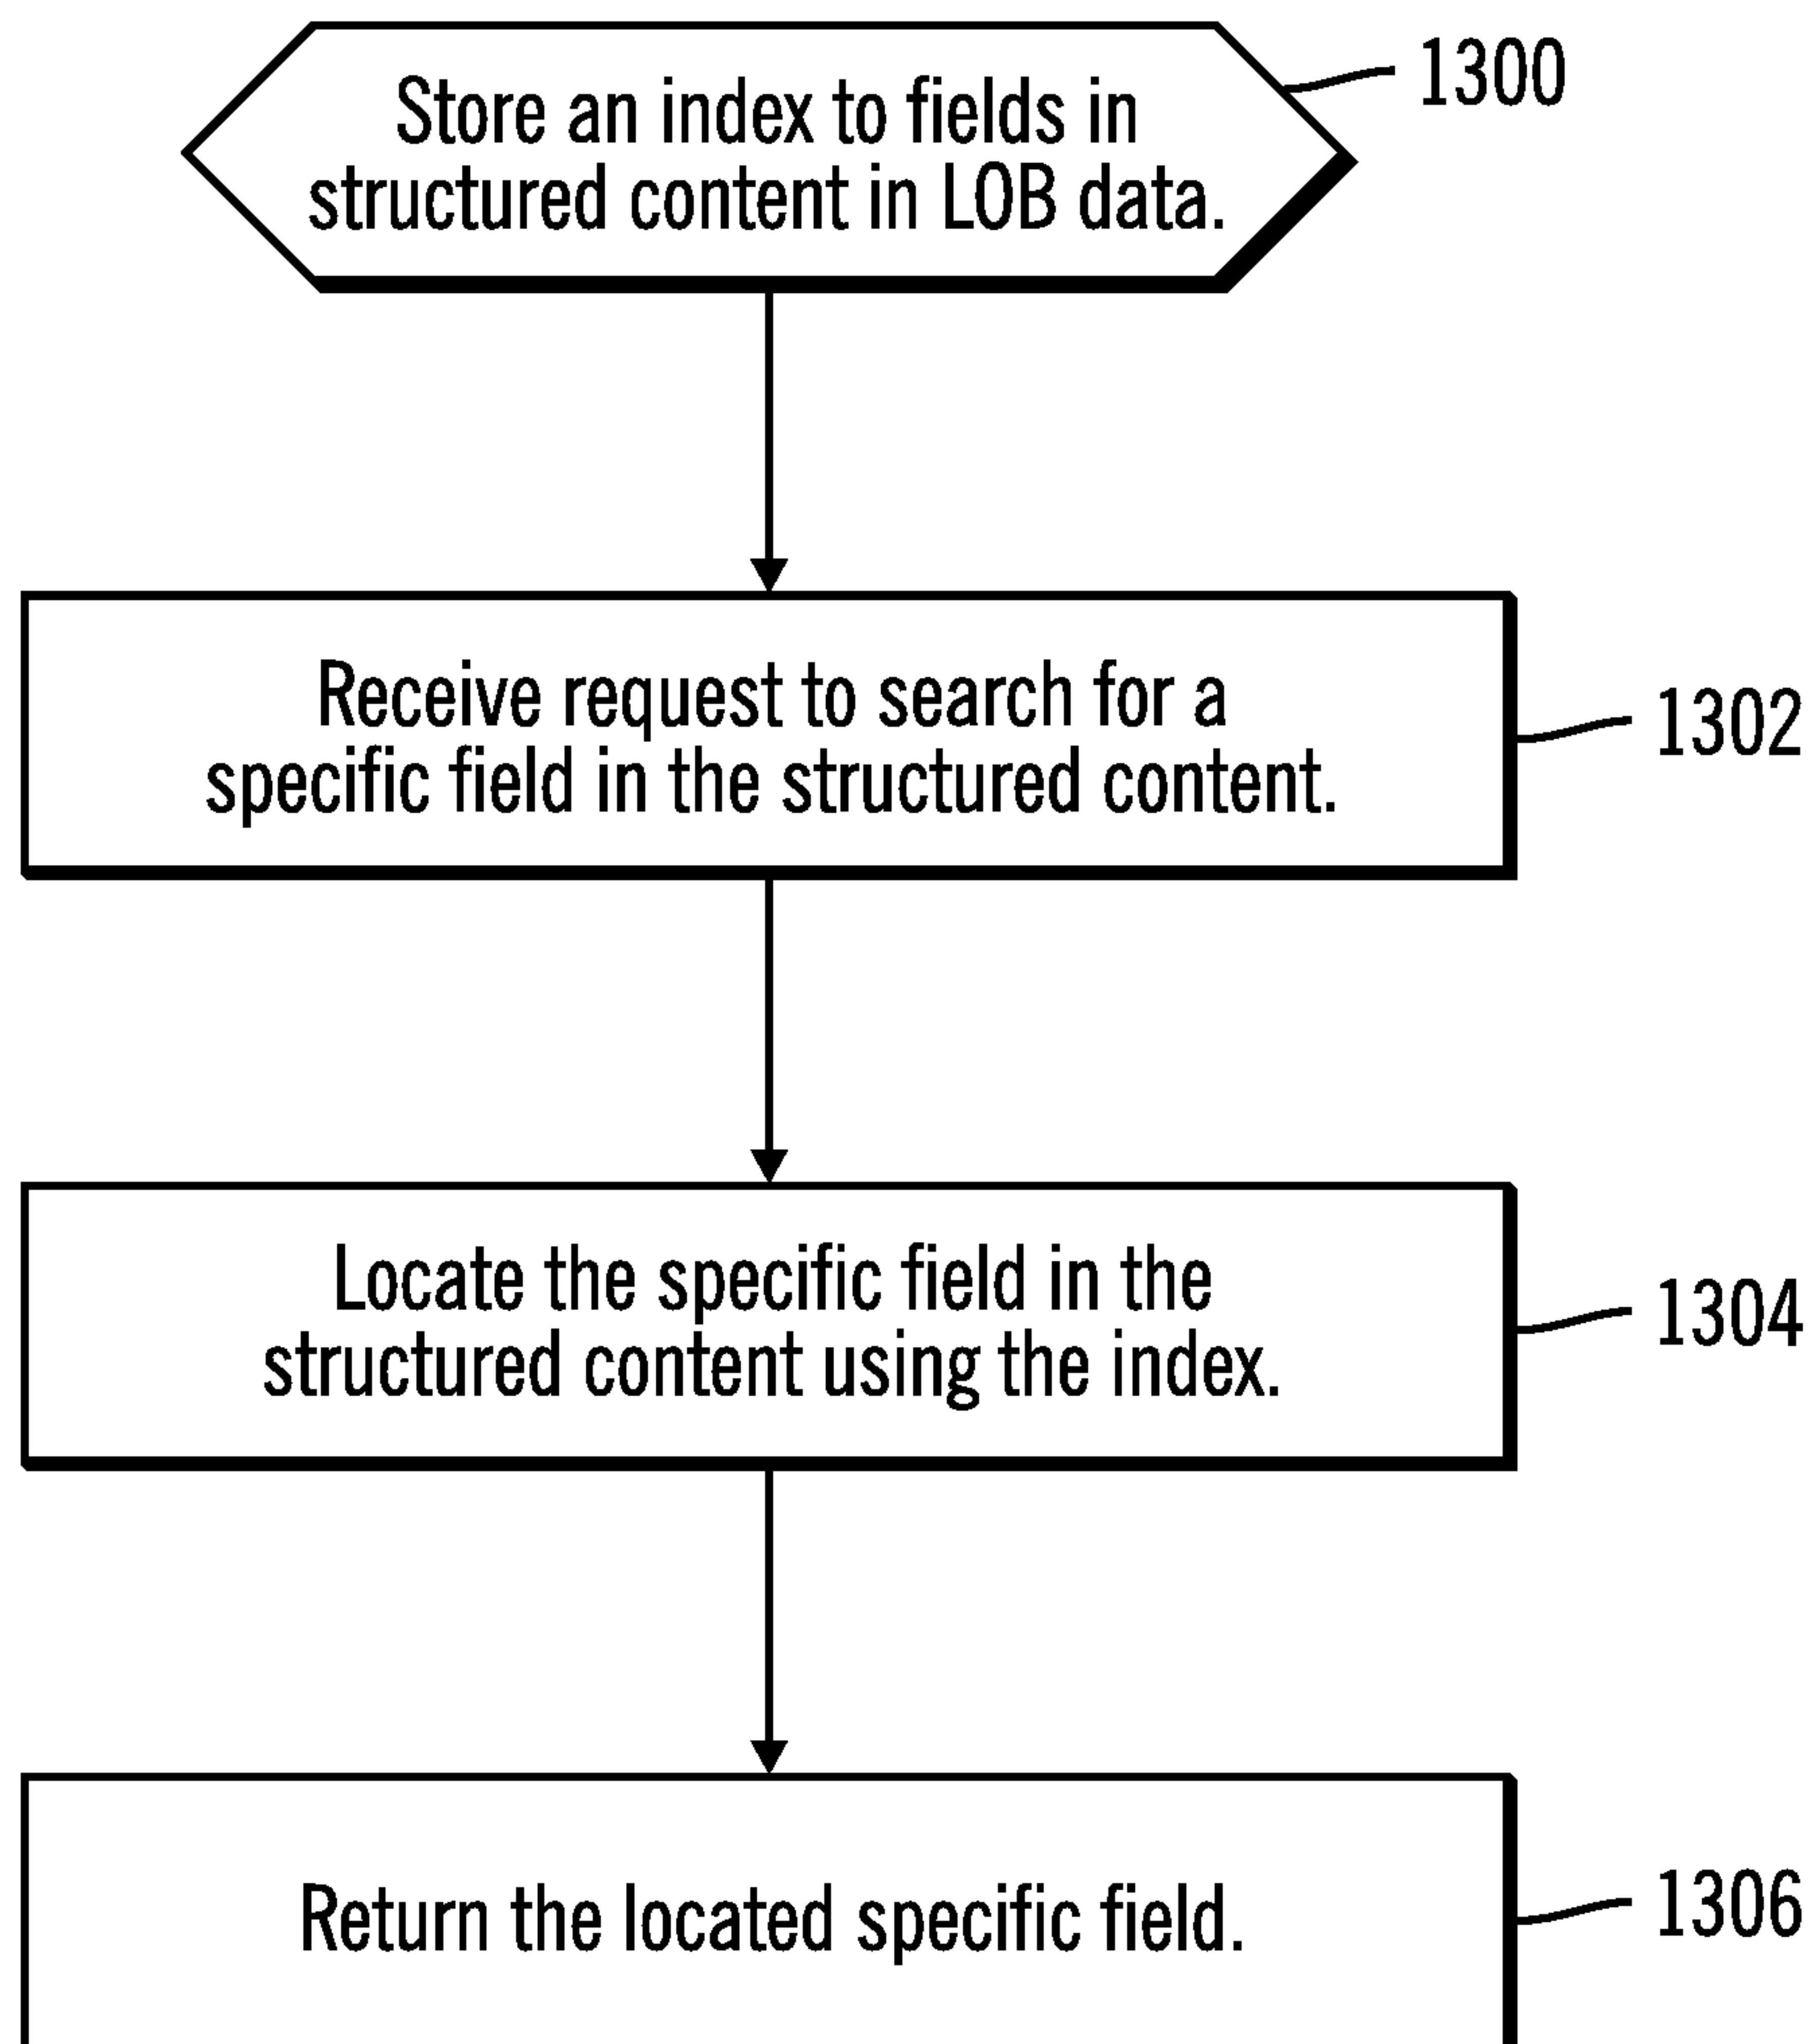 Store an index to fields in
structured content in LOB data.
1300
Receive request to search for a
specific field in the structured content.
1302
Locate the specific field in the
structured content using the index.
1304
Return the located specific field.
1306